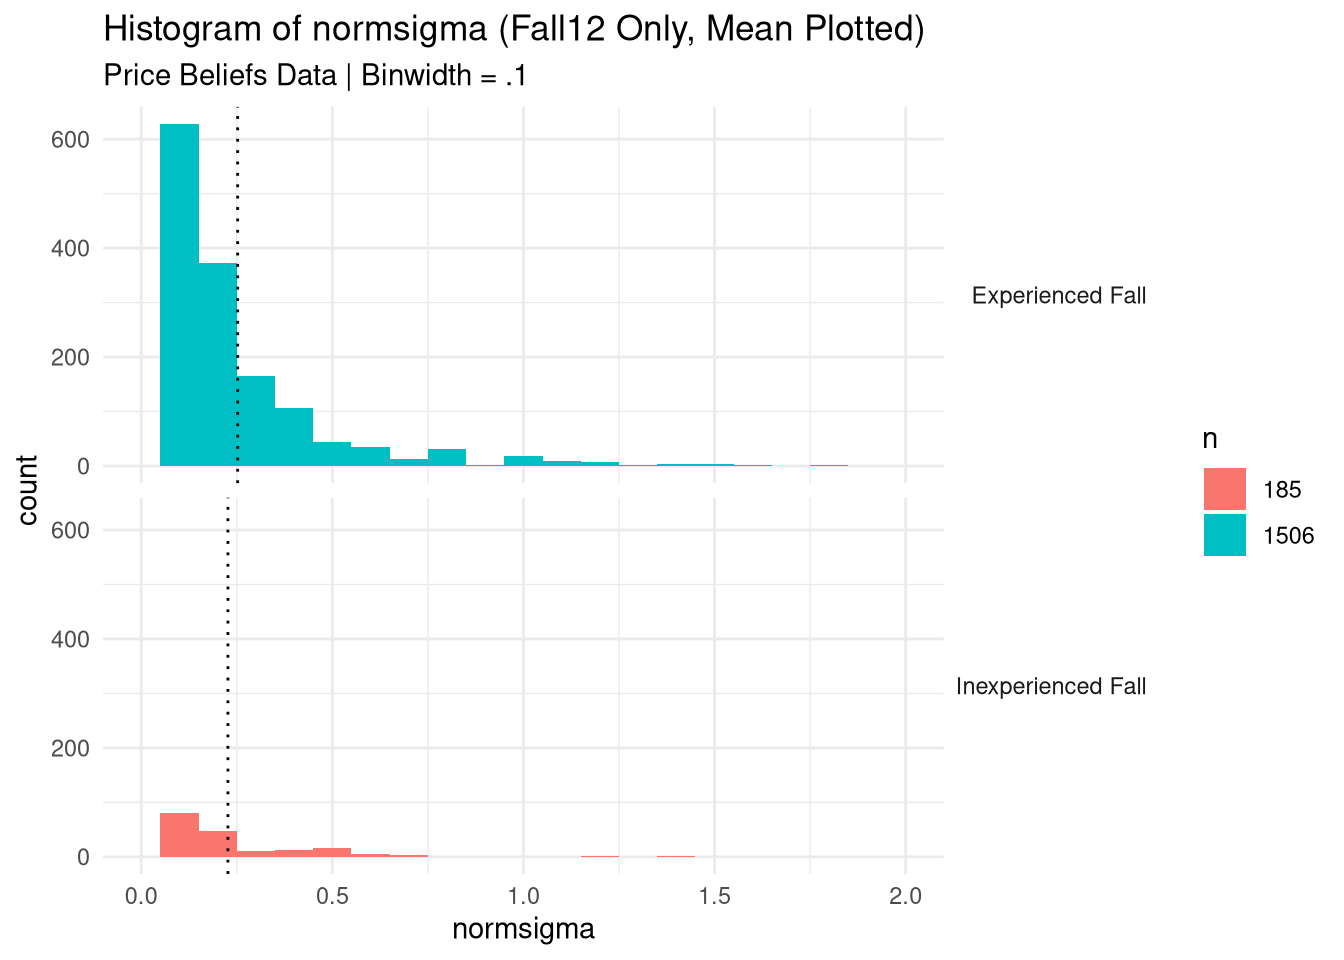 Histogram of normsigma (Fall12 Only, Mean Plotted)
Price Beliefs Data | Binwidth = .1
600
400
200
0
Experienced Fall
count
600
400
200
0
Inexperienced Fall
0.0 0.5 1.0 1.5 2.0
normsigma
n
185
1506